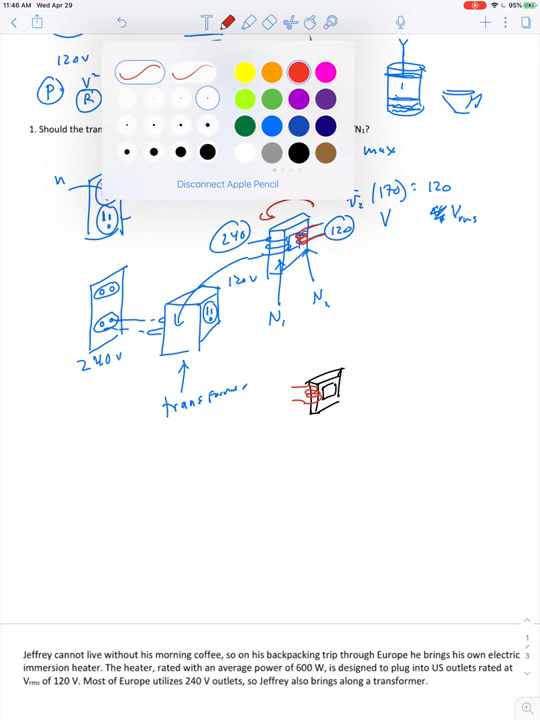 11:46 AM Wed Apr 29
95%
T
120V
P
V²
R
1. Should the tran
N₁?
max
(170) = 120
V
Vrms
240
120
120V
N₁
N₂
240V
transformer
1
3
Jeffrey cannot live without his morning coffee, so on his backpacking trip through Europe he brings his own electric
immersion heater. The heater, rated with an average power of 600 W, is designed to plug into US outlets rated at
Vrms of 120 V. Most of Europe utilizes 240 V outlets, so Jeffrey also brings along a transformer.
Disconnect Apple Pencil